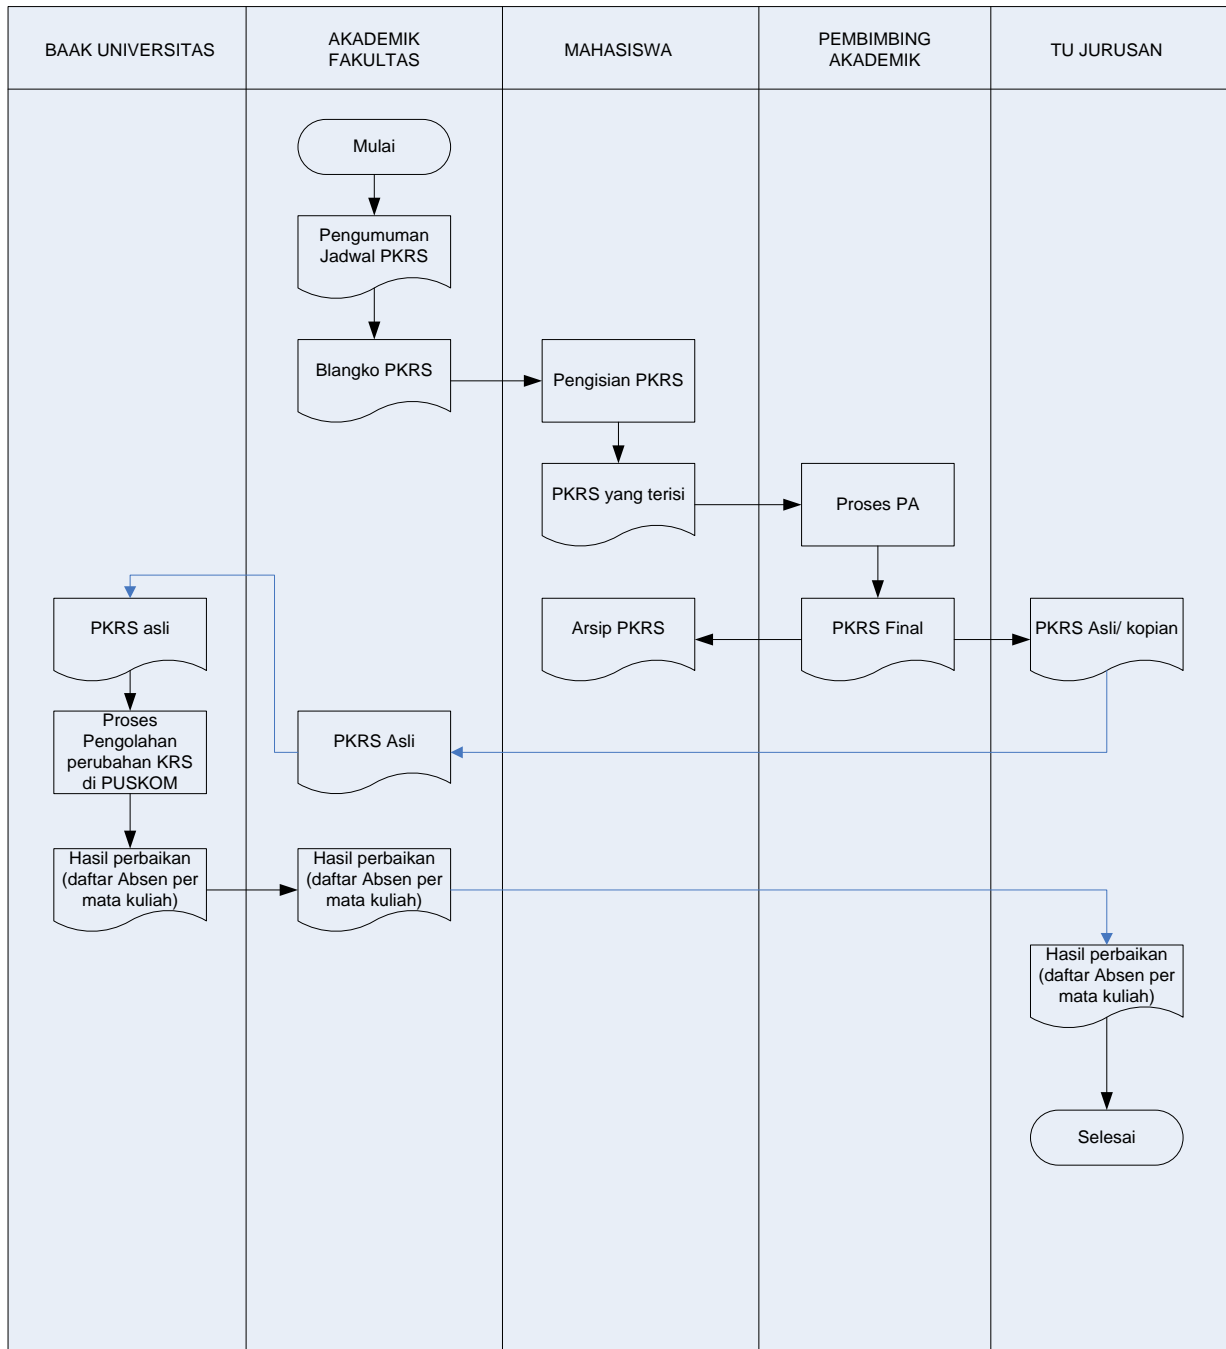 BAAK UNIVERSITAS
AKADEMIK
FAKULTAS
MAHASISWA
PEMBIMBING
AKADEMIK
TU JURUSAN
Mulai
Pengumuman
Jadwal PKRS
Blangko PKRS
Pengisian PKRS
PKRS yang terisi
Proses PA
PKRS asli
Arsip PKRS
PKRS Final
PKRS Asli/ kopian
Proses
Pengolahan
perubahan KRS
di PUSKOM
PKRS Asli
Hasil perbaikan
(daftar Absen per
mata kuliah)
Hasil perbaikan
(daftar Absen per
mata kuliah)
Hasil perbaikan
(daftar Absen per
mata kuliah)
Selesai